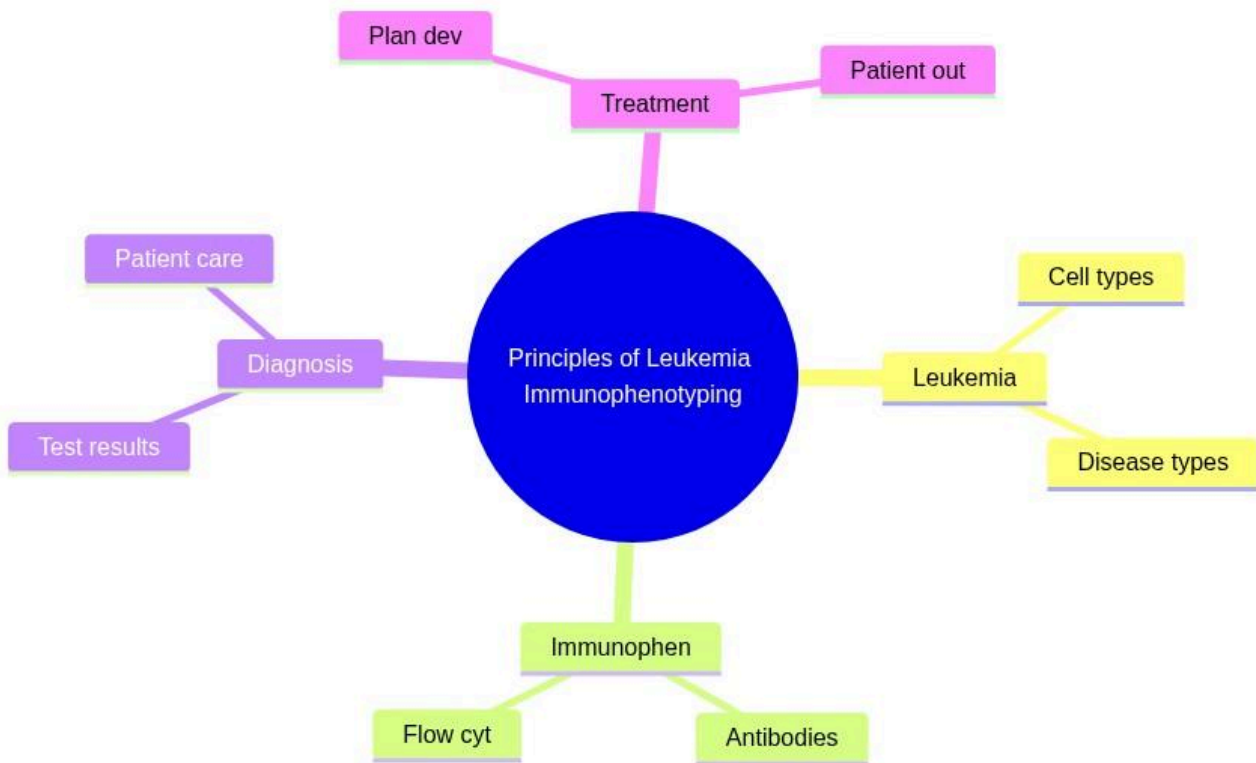 Plan dev
Patient out
Treatment
Patient care
Cell types
Principles of Leukemia
Immunophenotyping
Diagnosis
Leukemia
Test results
Disease types
Immunophen
Flow cyt
Antibodies